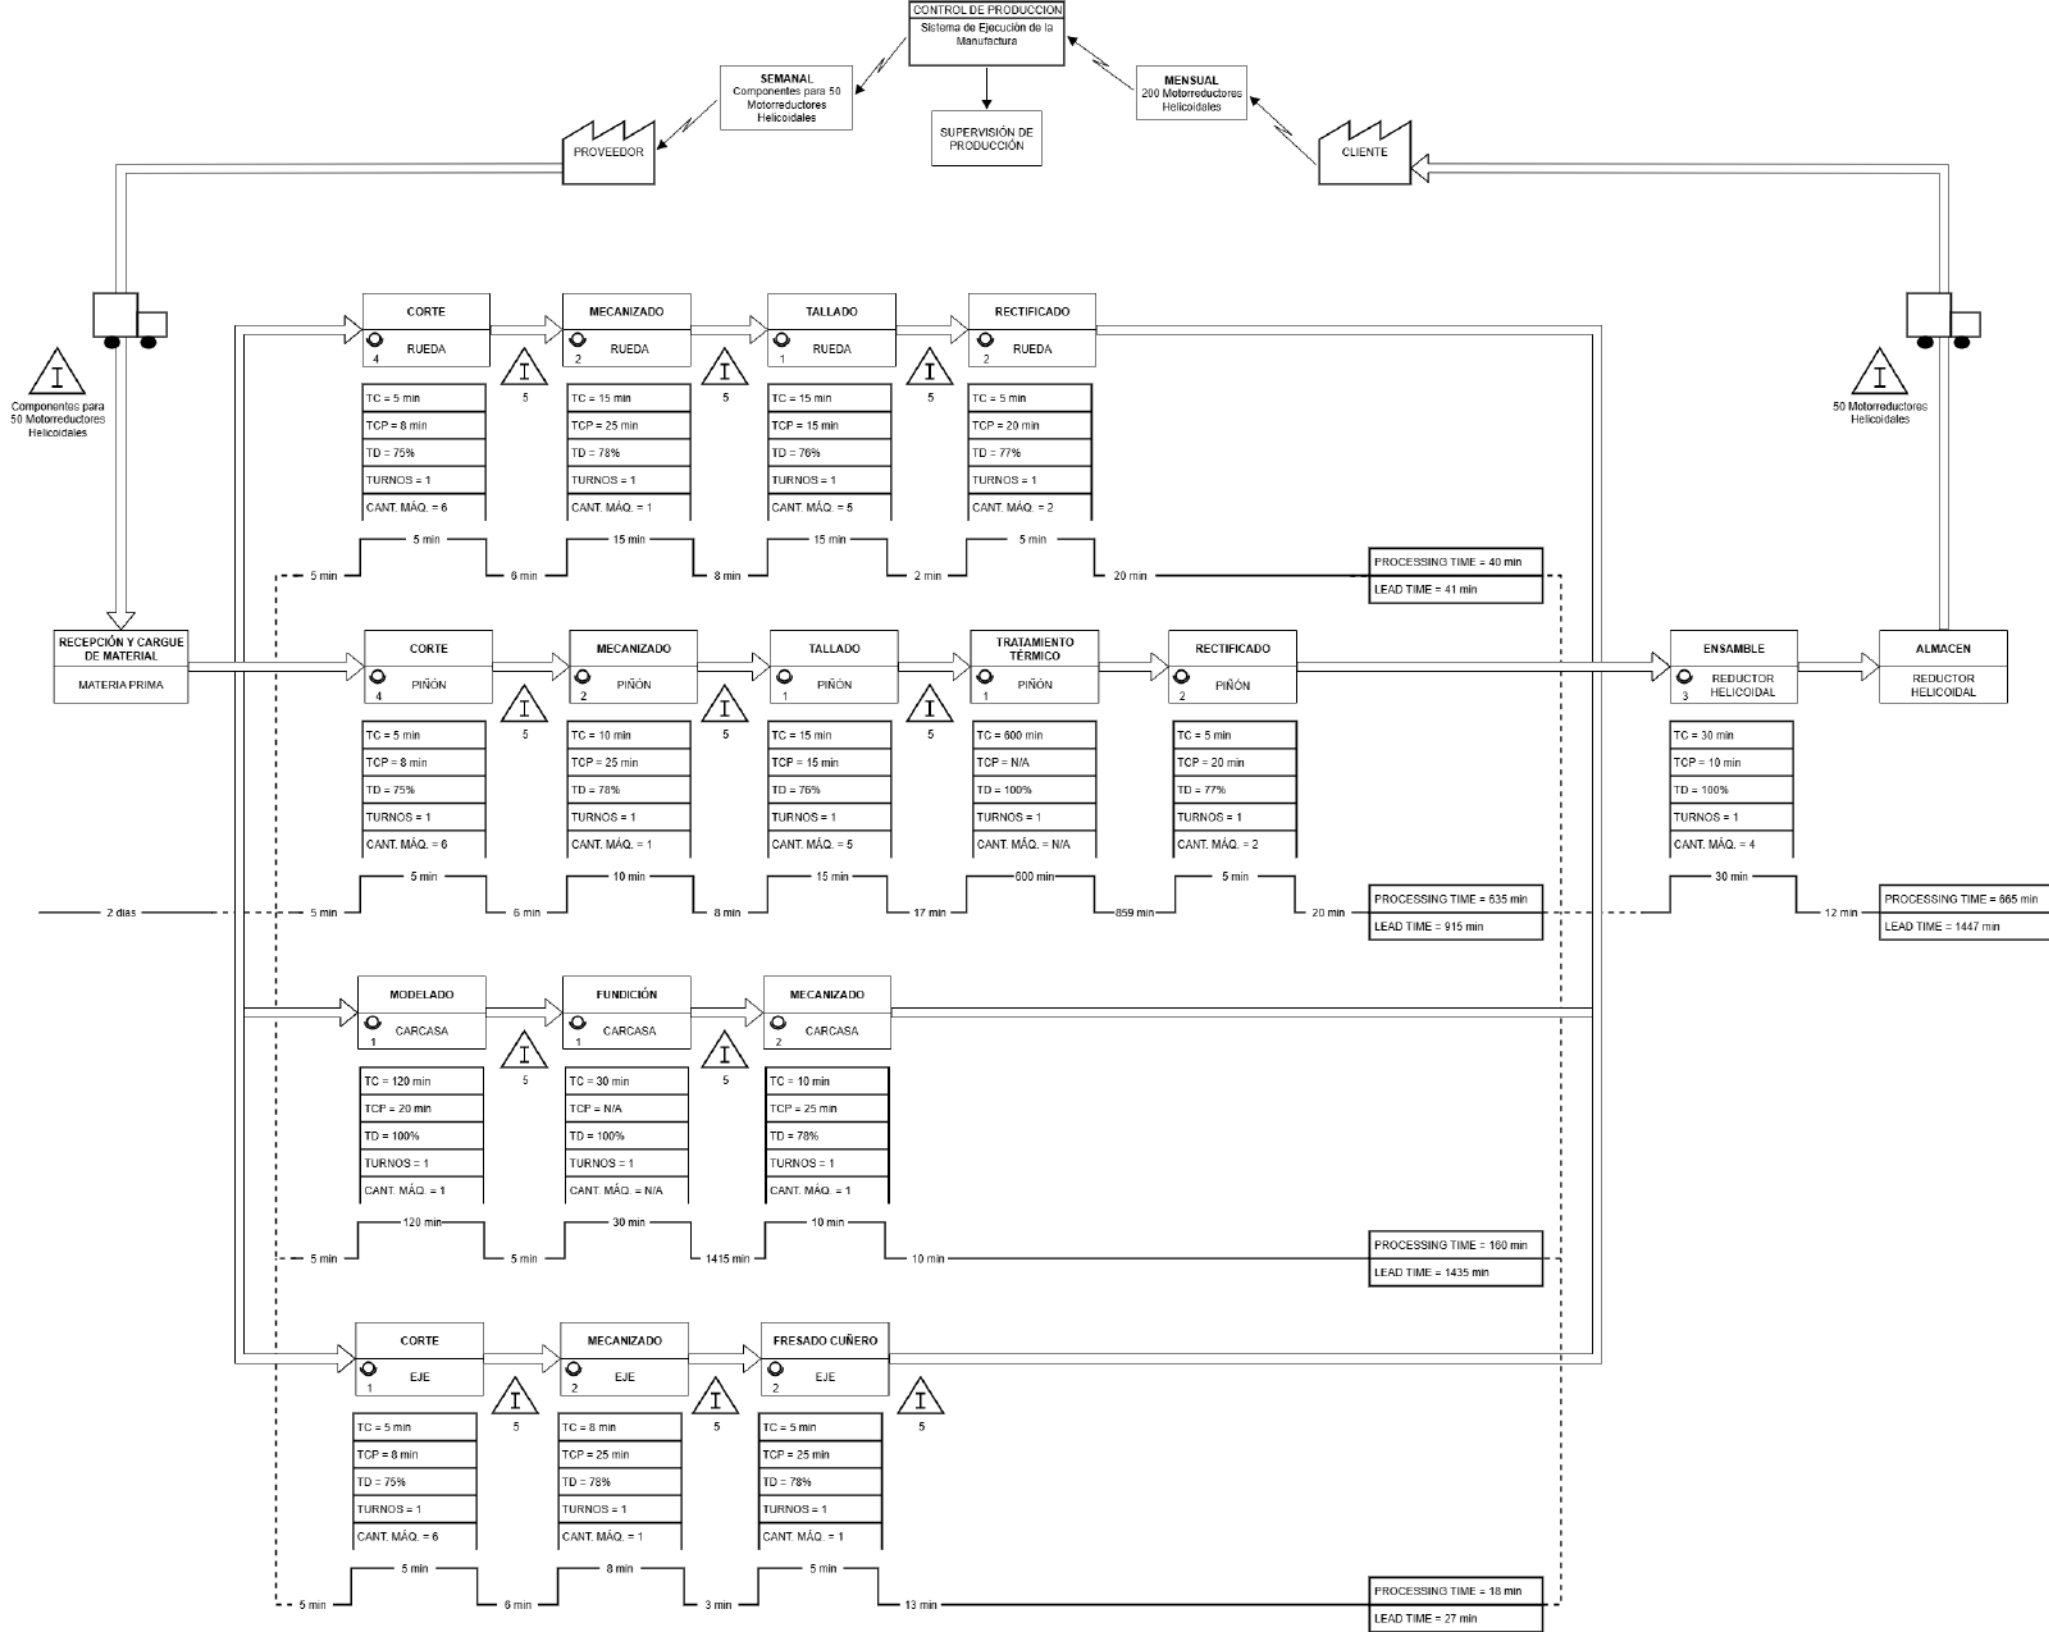 CONTROL DE PRODUCCION
Sistema de Ejecución de la
Manufactura
SEMANAL
Componentes para 50
Motorreductores
Helicoidales
MENSUAL
200 Motorreductores
Helicoidales
SUPERVISIÓN DE
PRODUCCIÓN
PROVEEDOR
CLIENTE
I
Componentes para
50 Motorreductores
Helicoidales
I
50 Motorreductores
Helicoidales
CORTE
4
RUEDA
I
5
MECANIZADO
2
RUEDA
I
5
TALLADO
1
RUEDA
I
5
RECTIFICADO
2
RUEDA
TC = 5 min
TCP = 8 min
TD = 75%
TURNOS = 1
CANT. MÁQ. = 6
TC = 15 min
TCP = 25 min
TD = 78%
TURNOS = 1
CANT. MÁQ. = 1
TC = 15 min
TCP = 15 min
TD = 76%
TURNOS = 1
CANT. MÁQ. = 5
TC = 5 min
TCP = 20 min
TD = 77%
TURNOS = 1
CANT. MÁQ. = 2
5 min
5 min
6 min
15 min
8 min
15 min
2 min
5 min
20 min
PROCESSING TIME = 40 min
LEAD TIME = 41 min
RECEPCIÓN Y CARGUE
DE MATERIAL
MATERIA PRIMA
CORTE
4
PIÑÓN
I
5
MECANIZADO
2
PIÑÓN
I
5
TALLADO
1
PIÑÓN
I
5
TRATAMIENTO
TÉRMICO
1
PIÑÓN
RECTIFICADO
2
PIÑÓN
ENSAMBLE
3
REDUCTOR
HELICOIDAL
ALMACEN
REDUCTOR
HELICOIDAL
TC = 5 min
TCP = 8 min
TD = 75%
TURNOS = 1
CANT. MÁQ. = 6
TC = 10 min
TCP = 25 min
TD = 78%
TURNOS = 1
CANT. MÁQ. = 1
TC = 15 min
TCP = 15 min
TD = 76%
TURNOS = 1
CANT. MÁQ. = 5
TC = 600 min
TCP = N/A
TD = 100%
TURNOS = 1
CANT. MÁQ. = N/A
TC = 5 min
TCP = 20 min
TD = 77%
TURNOS = 1
CANT. MÁQ. = 2
TC = 30 min
TCP = 10 min
TD = 100%
TURNOS = 1
CANT. MÁQ. = 4
2 dias
5 min
5 min
6 min
10 min
8 min
15 min
17 min
600 min
859 min
5 min
20 min
PROCESSING TIME = 635 min
LEAD TIME = 915 min
30 min
12 min
PROCESSING TIME = 665 min
LEAD TIME = 1447 min
MODELADO
1
CARCASA
I
5
FUNDICIÓN
1
CARCASA
I
5
MECANIZADO
2
CARCASA
TC = 120 min
TCP = 20 min
TD = 100%
TURNOS = 1
CANT. MÁQ. = 1
TC = 30 min
TCP = N/A
TD = 100%
TURNOS = 1
CANT. MÁQ. = N/A
TC = 10 min
TCP = 25 min
TD = 78%
TURNOS = 1
CANT. MÁQ. = 1
5 min
120 min
5 min
30 min
1415 min
10 min
10 min
PROCESSING TIME = 160 min
LEAD TIME = 1435 min
CORTE
1
EJE
I
5
MECANIZADO
2
EJE
I
5
FRESADO CUÑERO
2
EJE
I
5
TC = 5 min
TCP = 8 min
TD = 75%
TURNOS = 1
CANT. MÁQ. = 6
TC = 8 min
TCP = 25 min
TD = 78%
TURNOS = 1
CANT. MÁQ. = 1
TC = 5 min
TCP = 25 min
TD = 78%
TURNOS = 1
CANT. MÁQ. = 1
5 min
5 min
6 min
8 min
3 min
5 min
13 min
PROCESSING TIME = 18 min
LEAD TIME = 27 min